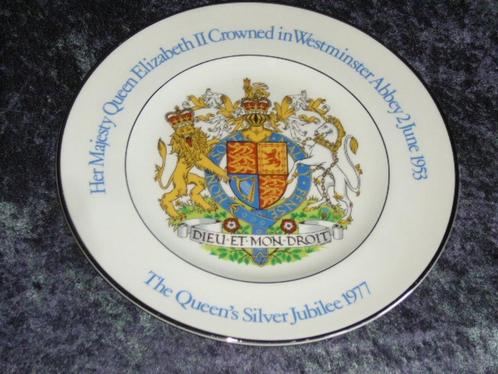 Her Majesty Queen Elizabeth II Crowned in Westminster Abbey 2 June 1953
DIEU·ET·MON·DROIT
The Queen's Silver Jubilee 1977